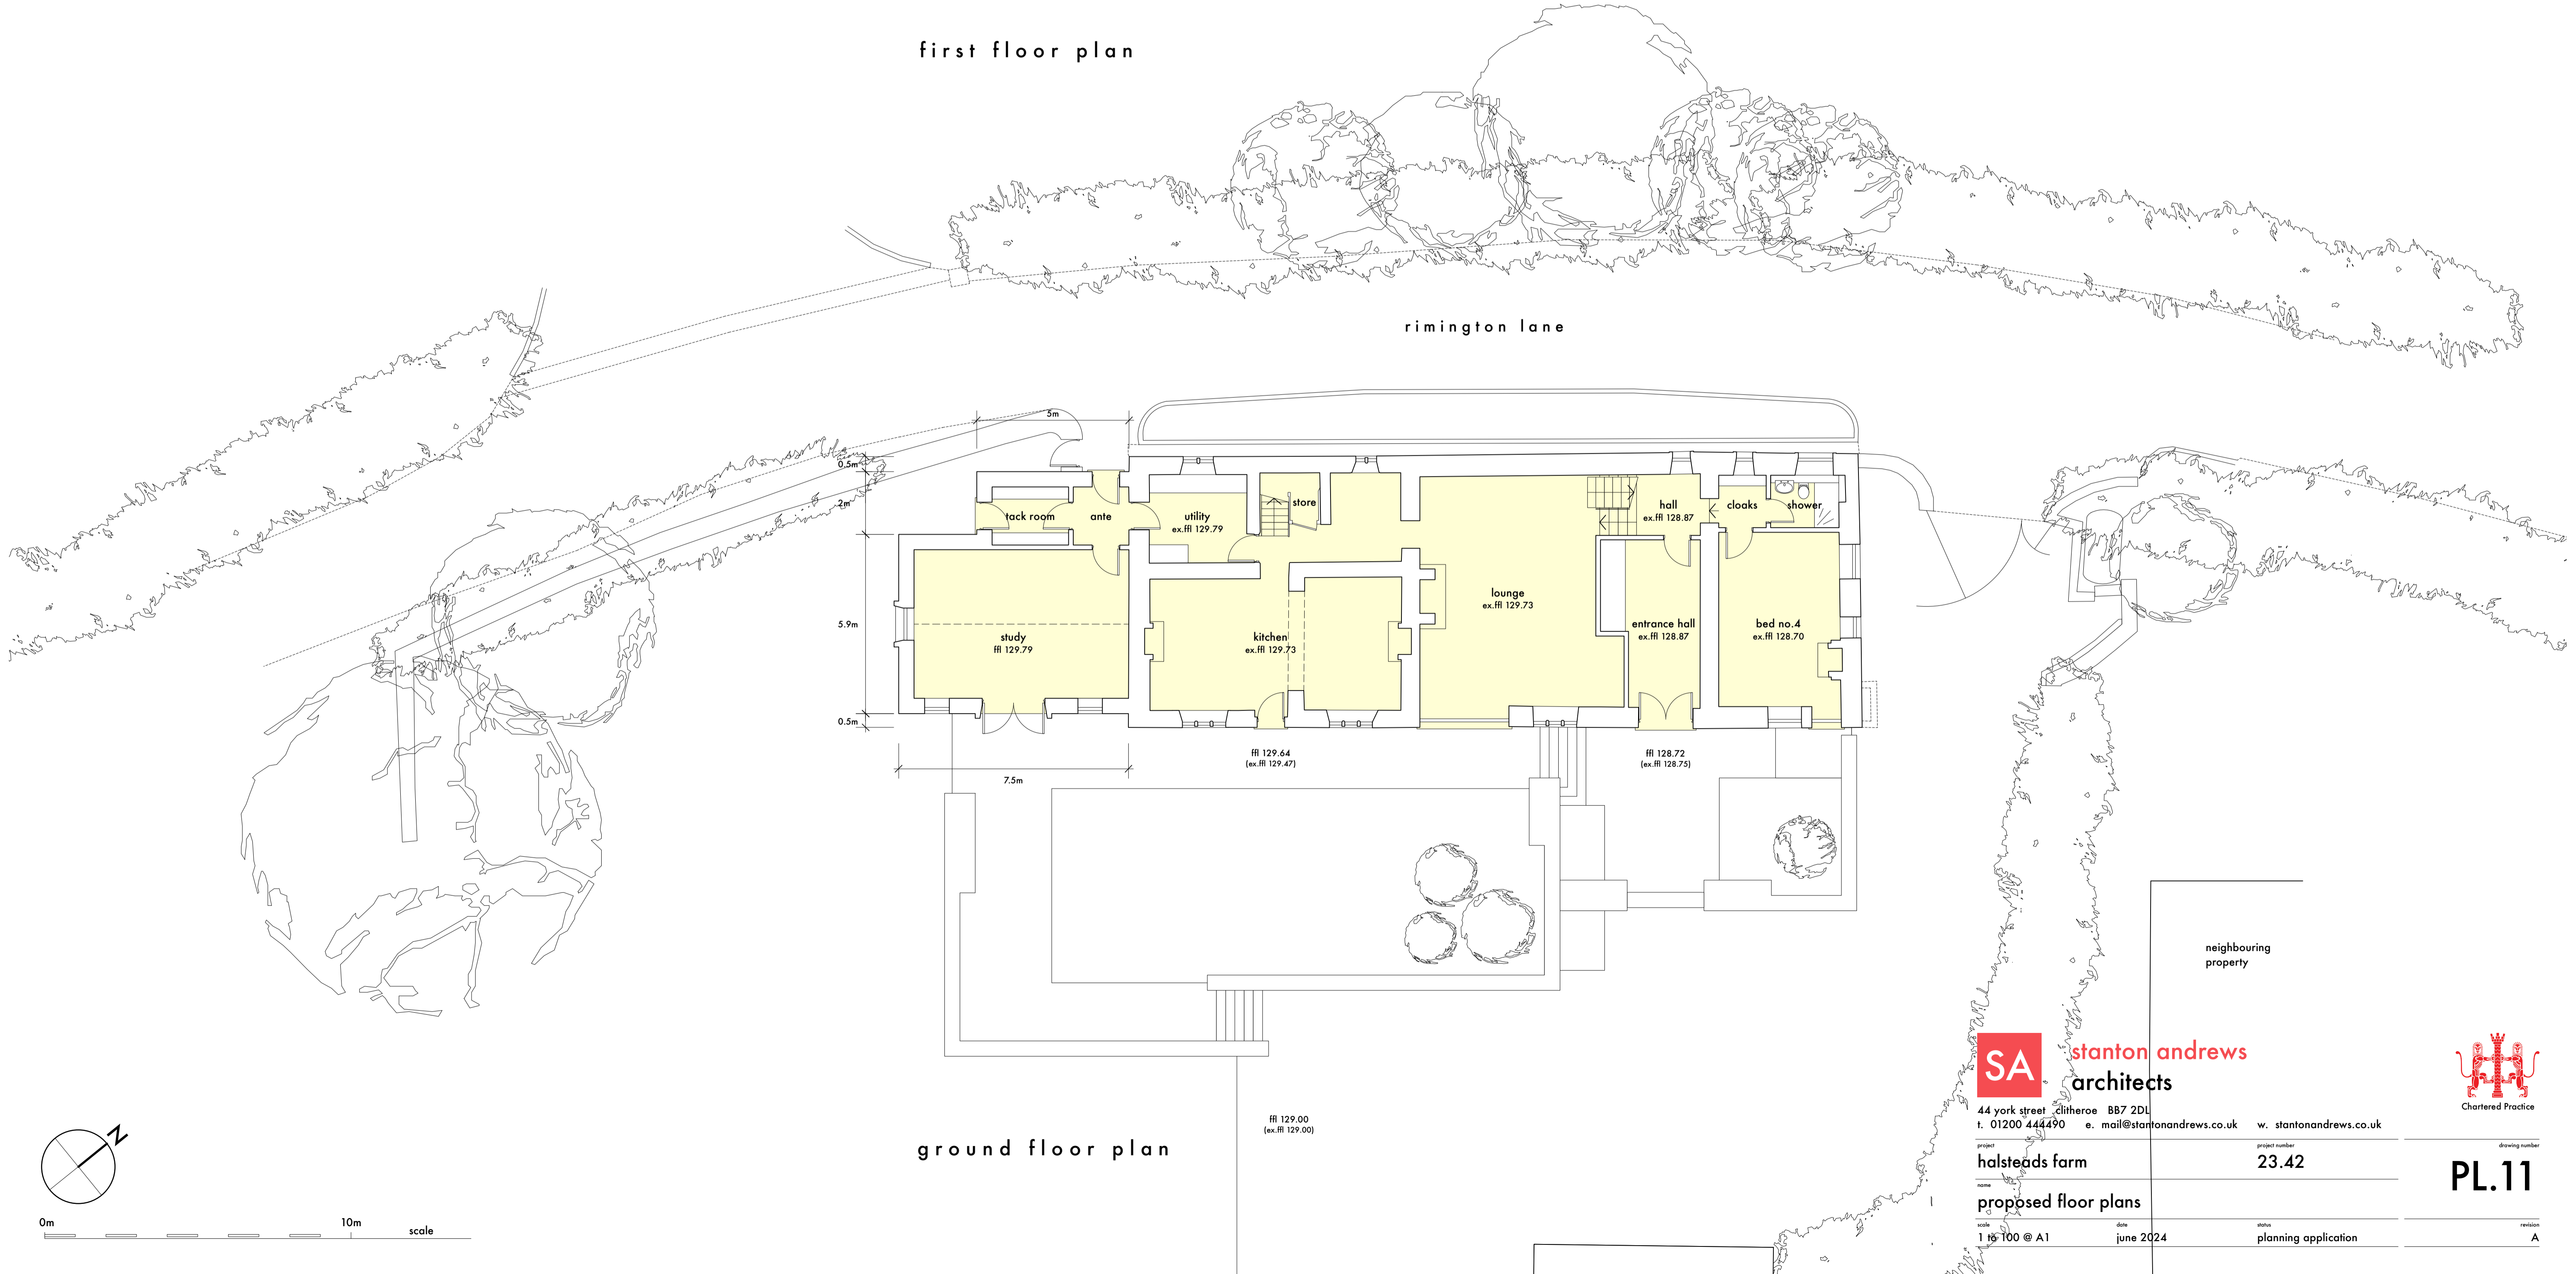 first floor plan
rimington lane
5m
0.5m
2m
5.9m
0.5m
7.5m
tack room
ante
utility
ex.ffl 129.79
store
hall
ex.ffl 128.87
cloaks
shower
lounge
ex.ffl 129.73
entrance hall
ex.ffl 128.87
bed no.4
ex.ffl 128.70
study
ffl 129.79
kitchen
ex.ffl 129.73
ffl 129.64
(ex.ffl 129.47)
ffl 128.72
(ex.ffl 128.75)
neighbouring
property
ffl 129.00
(ex.ffl 129.00)
ground floor plan
N
0m
10m
scale
SA
stanton andrews
architects
Chartered Practice
44 york street clitheroe BB7 2DL
t. 01200 444490 e. mail@stantonandrews.co.uk w. stantonandrews.co.uk
project
project number
drawing number
halsteads farm
23.42
PL.11
name
proposed floor plans
scale
date
status
revision
1 to 100 @ A1
june 2024
planning application
A